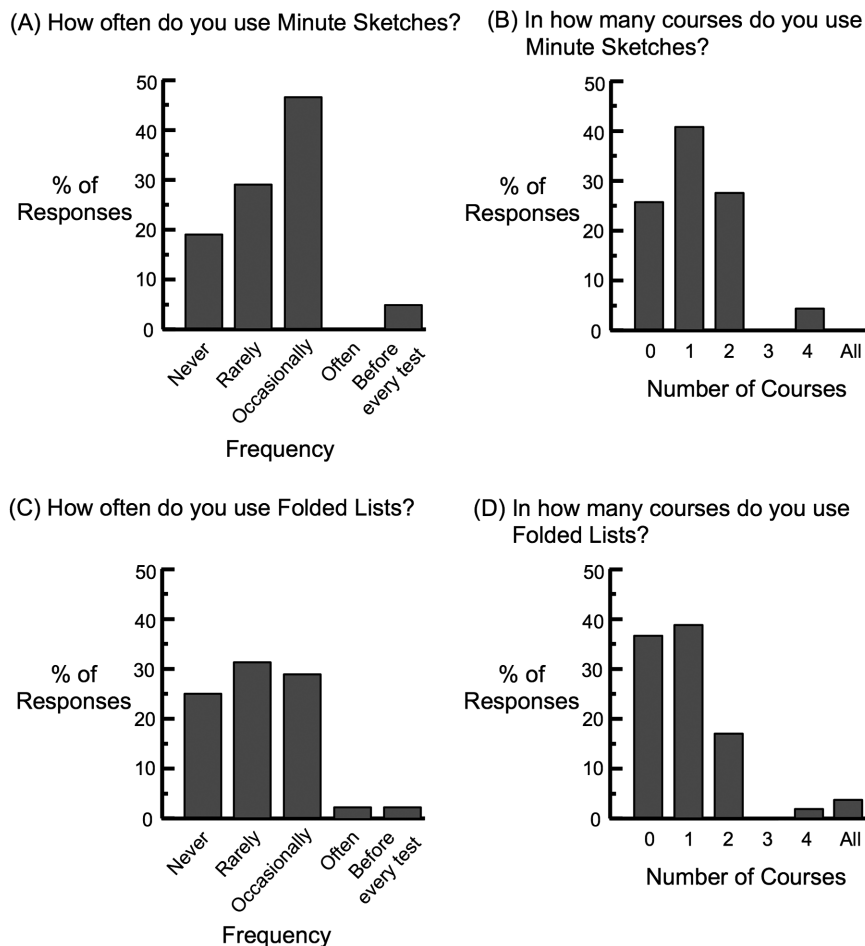 (A) How often do you use Minute Sketches?
50
40
30
20
10
0
% of
Responses
Never
Rarely
Occasionally
Often
Before
every test
Frequency
(B) In how many courses do you use
Minute Sketches?
50
40
30
20
10
0
% of
Responses
0 1 2 3 4 All
Number of Courses
(C) How often do you use Folded Lists?
50
40
30
20
10
0
% of
Responses
Never
Rarely
Occasionally
Often
Before
every test
Frequency
(D) In how many courses do you use
Folded Lists?
50
40
30
20
10
0
% of
Responses
0 1 2 3 4 All
Number of Courses